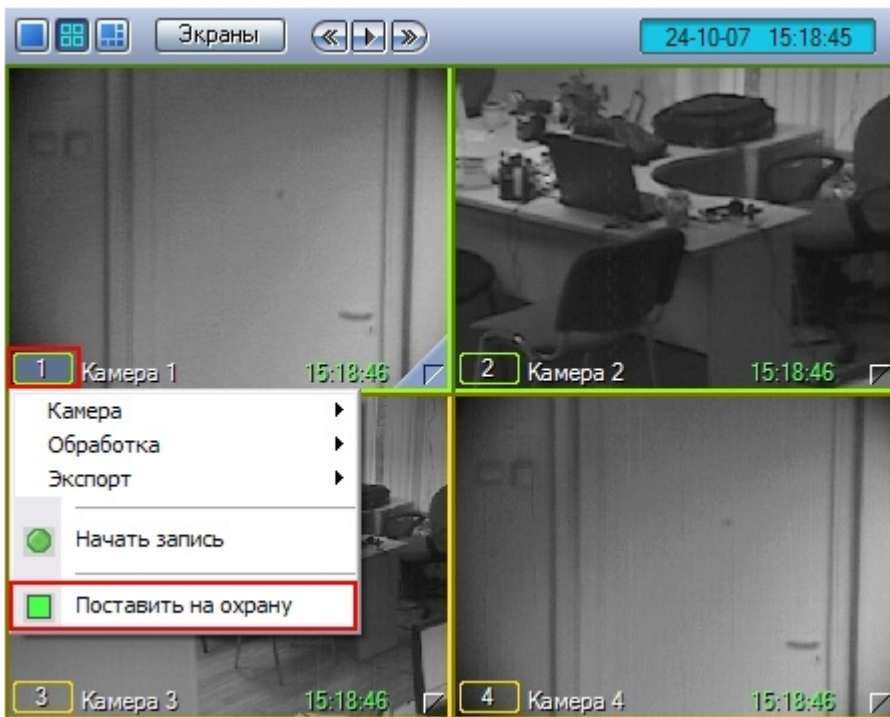 Экраны
24-10-07 15:18:45
1 Камера 1 15:18:46
2 Камера 2 15:18:46
Камера
Обработка
Экспорт
Начать запись
Поставить на охрану
3 Камера 3 15:18:46
4 Камера 4 15:18:46